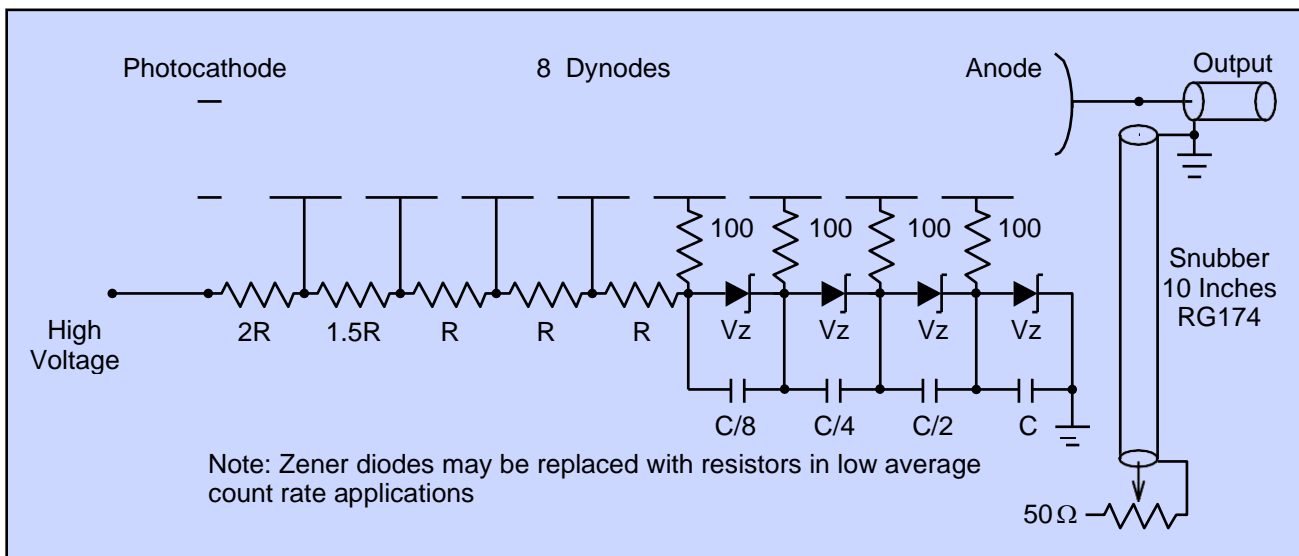 Photocathode
8 Dynodes
Anode
Output
100
100
100
100
High
Voltage
2R
1.5R
R
R
R
Vz
Vz
Vz
Vz
C/8
C/4
C/2
C
Snubber
10 Inches
RG174
Note: Zener diodes may be replaced with resistors in low average
count rate applications
50Ω